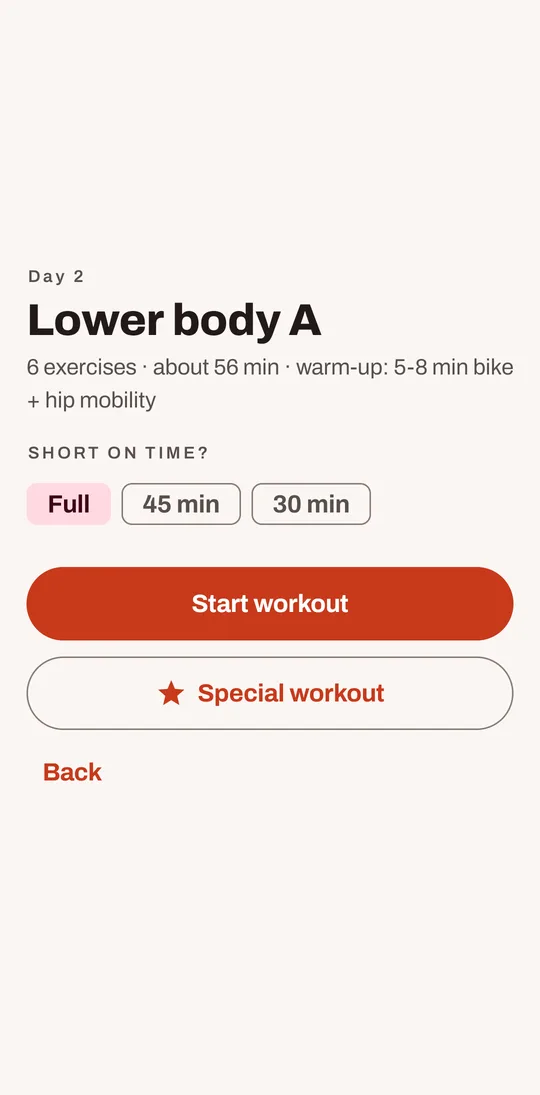 Day 2
Lower body A
6 exercises · about 56 min · warm-up: 5-8 min bike
+ hip mobility
SHORT ON TIME?
Full 45 min 30 min
Start workout
Special workout
Back